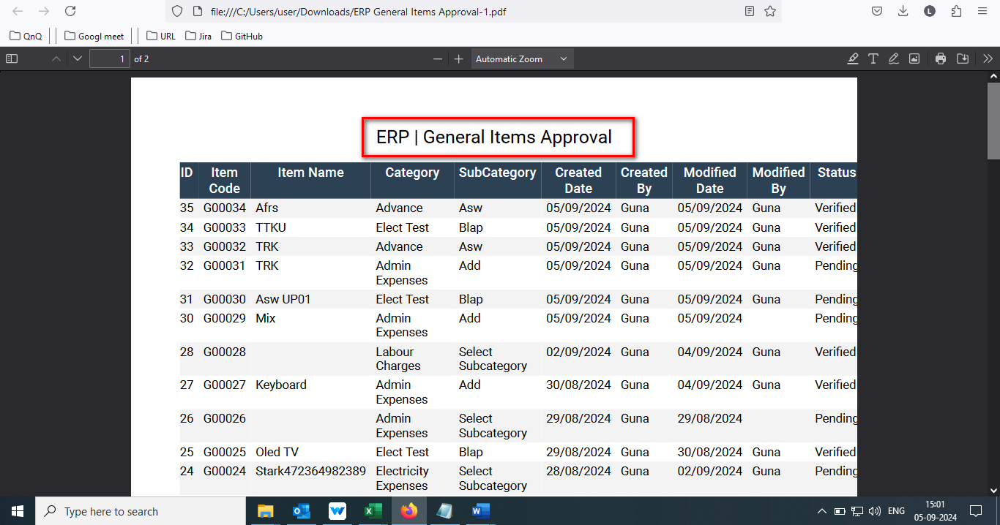 file:///C:/Users/user/Downloads/ERP General Items Approval-1.pdf
L
QnQ Googl meet URL Jira GitHub
1 of 2 Automatic Zoom
ERP | General Items Approval
ID Item Code Item Name Category SubCategory Created Date Created By Modified Date Modified By Status
35 G00034 Afrs Advance Asw 05/09/2024 Guna 05/09/2024 Guna Verified
34 G00033 TTKU Elect Test Blap 05/09/2024 Guna 05/09/2024 Guna Verified
33 G00032 TRK Advance Asw 05/09/2024 Guna 05/09/2024 Guna Verified
32 G00031 TRK Admin Expenses Add 05/09/2024 Guna 05/09/2024 Guna Pending
31 G00030 Asw UP01 Elect Test Blap 05/09/2024 Guna 05/09/2024 Guna Pending
30 G00029 Mix Admin Expenses Add 05/09/2024 Guna 05/09/2024 Pending
28 G00028 Labour Charges Select Subcategory 02/09/2024 Guna 04/09/2024 Guna Verified
27 G00027 Keyboard Admin Expenses Add 30/08/2024 Guna 04/09/2024 Guna Verified
26 G00026 Admin Expenses Select Subcategory 29/08/2024 Guna 29/08/2024 Pending
25 G00025 Oled TV Elect Test Blap 29/08/2024 Guna 30/08/2024 Guna Verified
24 G00024 Stark472364982389 Electricity Expenses Select Subcategory 28/08/2024 Guna 02/09/2024 Guna Pending
Type here to search
ENG
15:01
05-09-2024